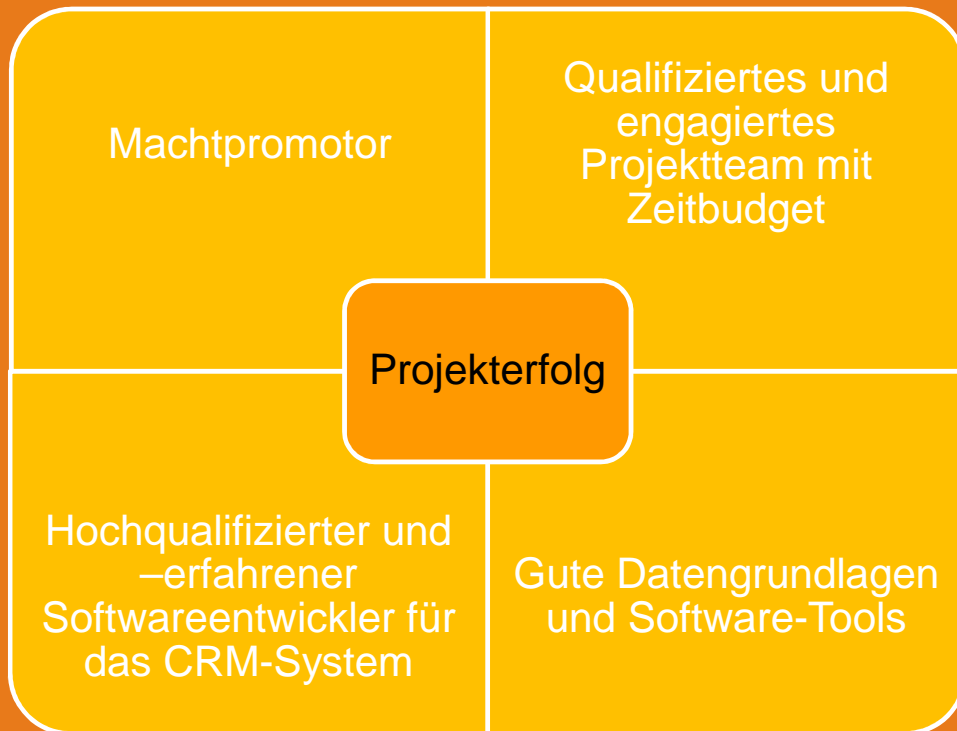 Machtpromotor
Qualifiziertes und
engagiertes
Projektteam mit
Zeitbudget
Projekterfolg
Hochqualifizierter und
–erfahrener
Softwareentwickler für
das CRM-System
Gute Datengrundlagen
und Software-Tools